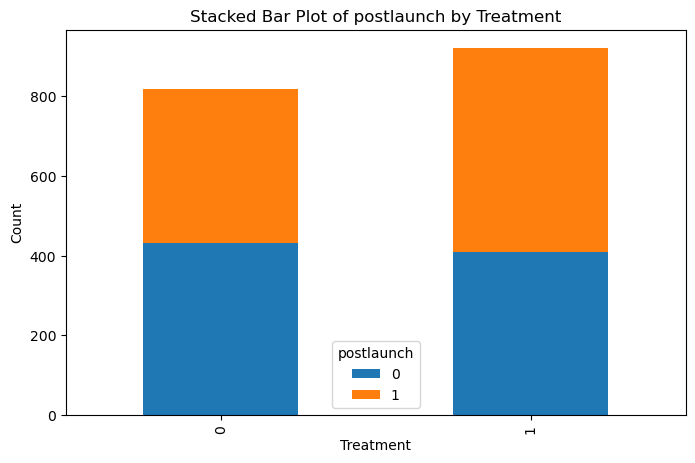 Stacked Bar Plot of postlaunch by Treatment
Count
800
600
400
200
0
postlaunch
0
1
0
1
Treatment